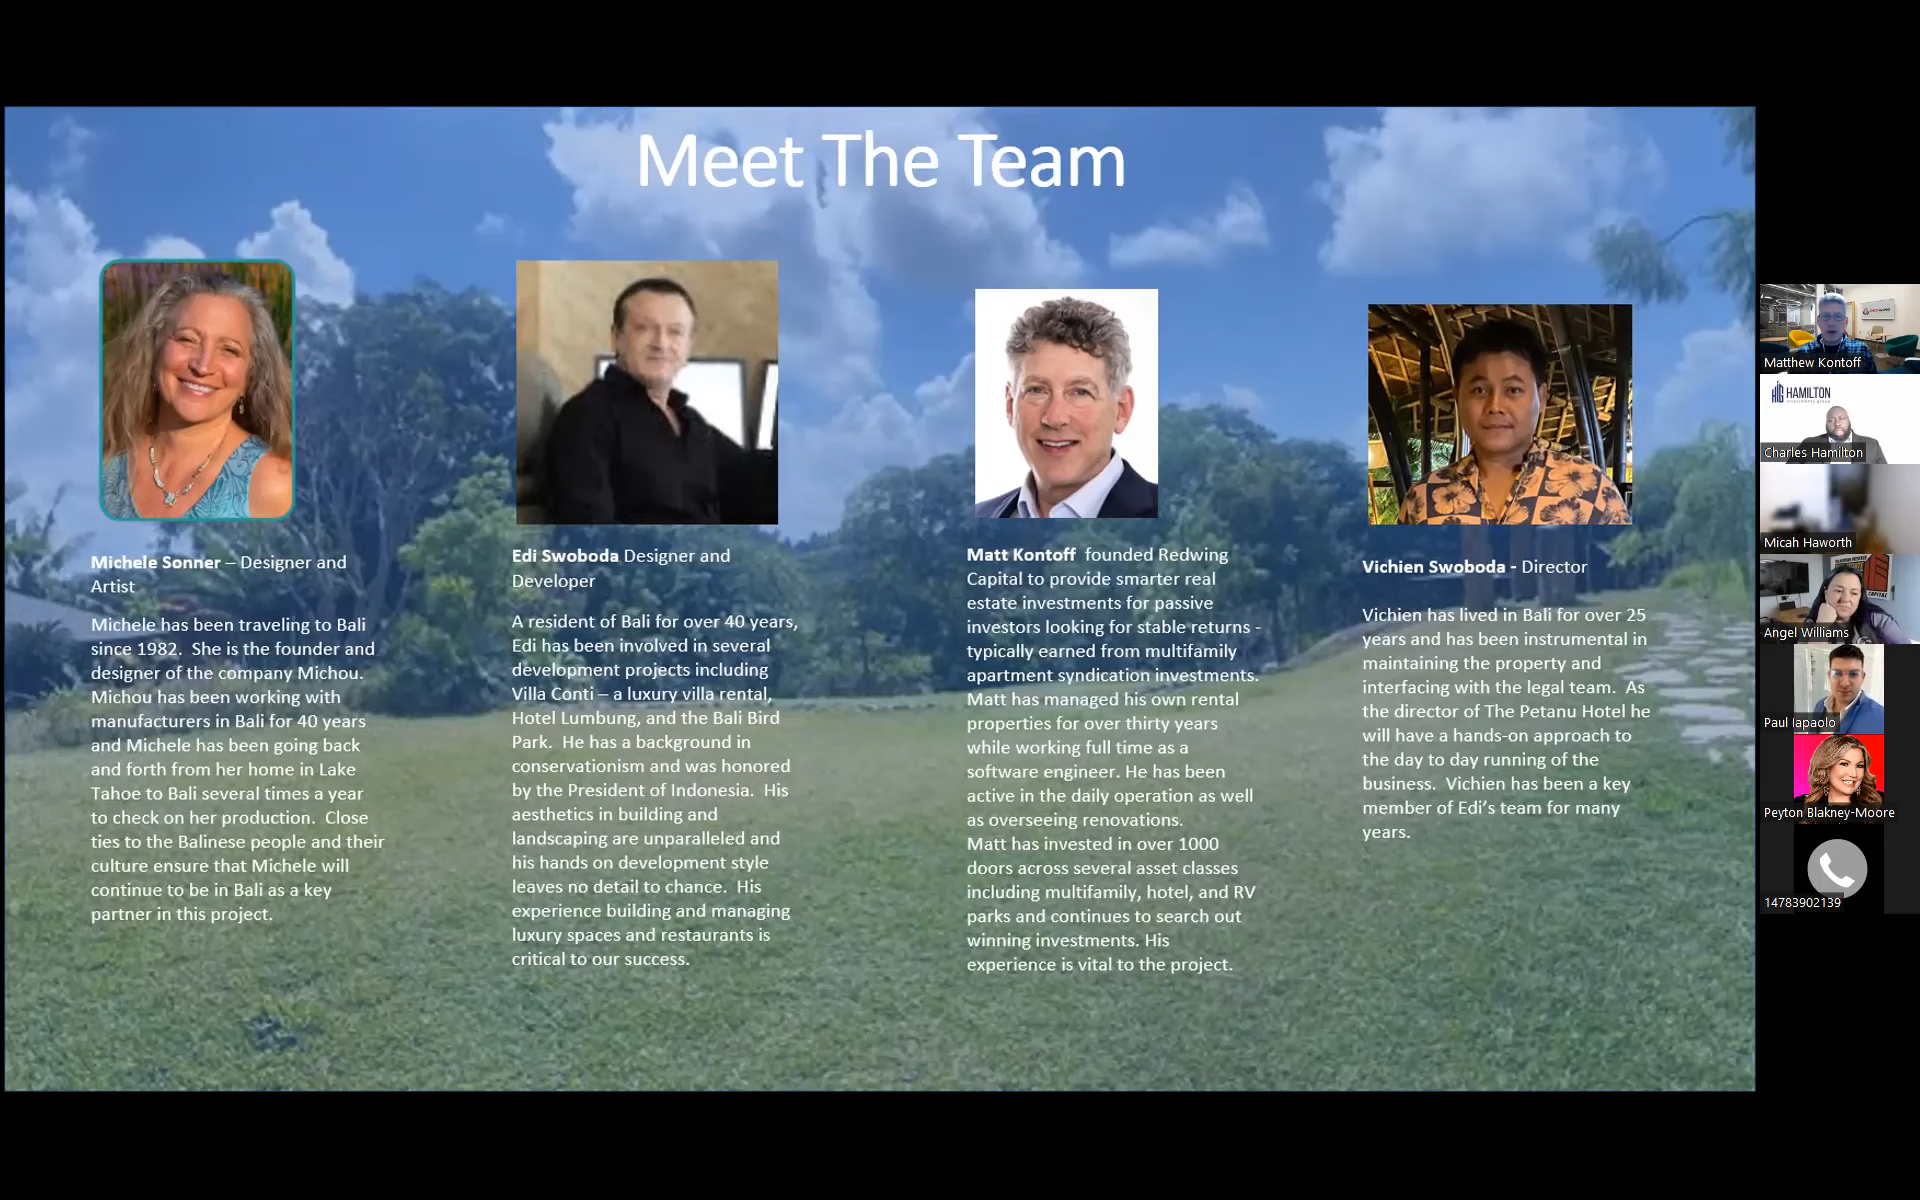 Meet The Team
Michele Sonner – Designer and
Artist
Michele has been traveling to Bali
since 1982.  She is the founder and
designer of the company Michou.
Michou has been working with
manufacturers in Bali for 40 years
and Michele has been going back
and forth from her home in Lake
Tahoe to Bali several times a year
to check on her production.  Close
ties to the Balinese people and their
culture ensure that Michele will
continue to be in Bali as a key
partner in this project.
Edi Swoboda Designer and
Developer
A resident of Bali for over 40 years,
Edi has been involved in several
development projects including
Villa Conti – a luxury villa rental,
Hotel Lumbung, and the Bali Bird
Park.  He has a background in
conservationism and was honored
by the President of Indonesia.  His
aesthetics in building and
landscaping are unparalleled and
his hands on development style
leaves no detail to chance.  His
experience building and managing
luxury spaces and restaurants is
critical to our success.
Matt Kontoff  founded Redwing
Capital to provide smarter real
estate investments for passive
investors looking for stable returns -
typically earned from multifamily
apartment syndication investments.
Matt has managed his own rental
properties for over thirty years
while working full time as a
software engineer. He has been
active in the daily operation as well
as overseeing renovations.
Matt has invested in over 1000
doors across several asset classes
including multifamily, hotel, and RV
parks and continues to search out
winning investments. His
experience is vital to the project.
Vichien Swoboda - Director
Vichien has lived in Bali for over 25
years and has been instrumental in
maintaining the property and
interfacing with the legal team.  As
the director of The Petanu Hotel he
will have a hands-on approach to
the day to day running of the
business.  Vichien has been a key
member of Edi's team for many
years.
Matthew Kontoff
HAMILTON
Charles Hamilton
Micah Haworth
CAPITAL
Angel Williams
Paul Iapaolo
Peyton Blakney-Moore
14783902139